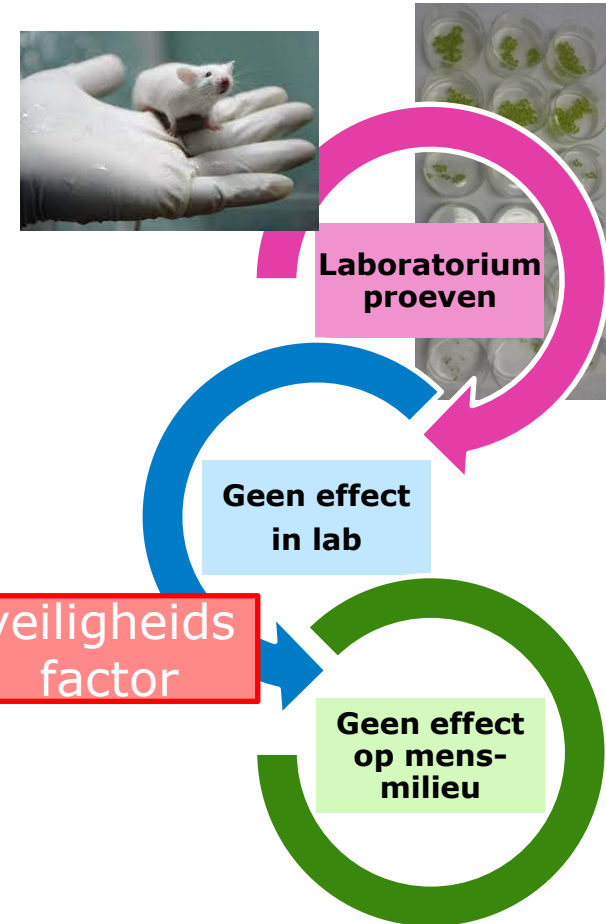 Laboratorium
proeven
Geen effect
in lab
veiligheids
factor
Geen effect
op mens-
milieu